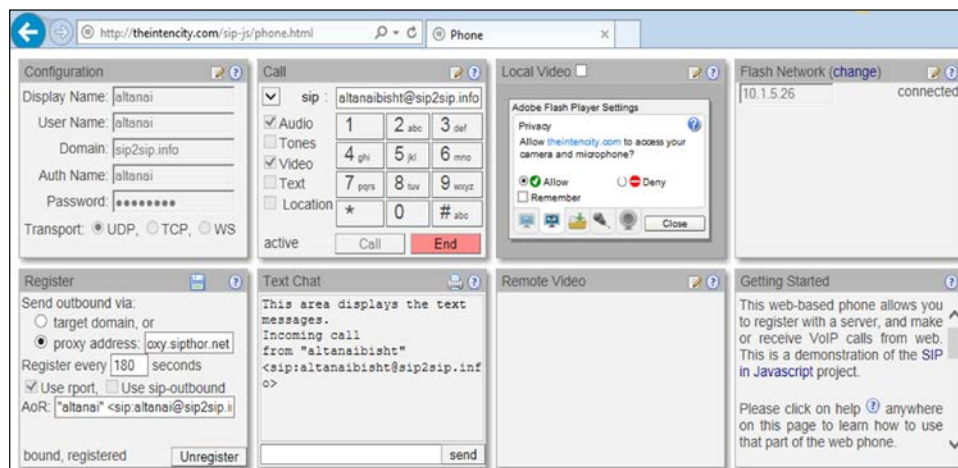 http://theintencity.com/sip-js/phone.html
Phone
Configuration
Display Name: altanai
User Name: altanai
Domain: sip2sip.info
Auth Name: altanai
Password: ••••••••
Transport: UDP, TCP, WS
Call
sip : altanaibisht@sip2sip.info
Audio
Tones
Video
Text
Location
1 2 abc 3 def
4 ghi 5 jkl 6 mno
7 pqrs 8 tuv 9 wxyz
* 0 # abc
active Call End
Local Video
Adobe Flash Player Settings
Privacy
Allow theintencity.com to access your
camera and microphone?
Allow Deny
Remember
Close
Flash Network (change)
10.1.5.26 connected
Register
Send outbound via:
target domain, or
proxy address: oxy.sipthor.net
Register every 180 seconds
Use rport, Use sip-outbound
AoR: "altanai" <sip:altanai@sip2sip.i
bound, registered Unregister
Text Chat
This area displays the text
messages.
Incoming call
from "altanaibisht"
<sip:altanaibisht@sip2sip.inf
o>
send
Remote Video
Getting Started
This web-based phone allows you
to register with a server, and make
or receive VoIP calls from web.
This is a demonstration of the SIP
in Javascript project.
Please click on help ? anywhere
on this page to learn how to use
that part of the web phone.